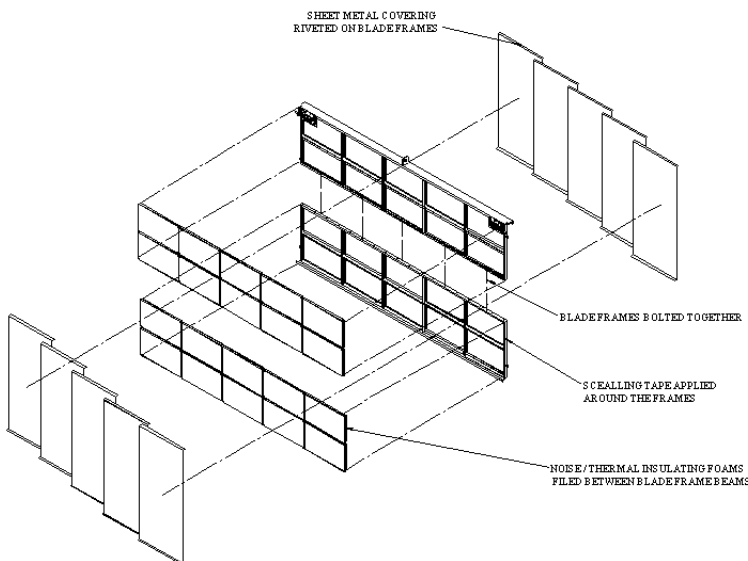 SHEET METAL COVERING
RIVETED ON BLADE FRAMES
BLADE FRAMES BOLTED TOGETHER
SCEALLING TAPE APPLIED
AROUND THE FRAMES
NOISE / THERMAL INSULATING FOAMS
FILED BETWEEN BLADE FRAME BEAMS